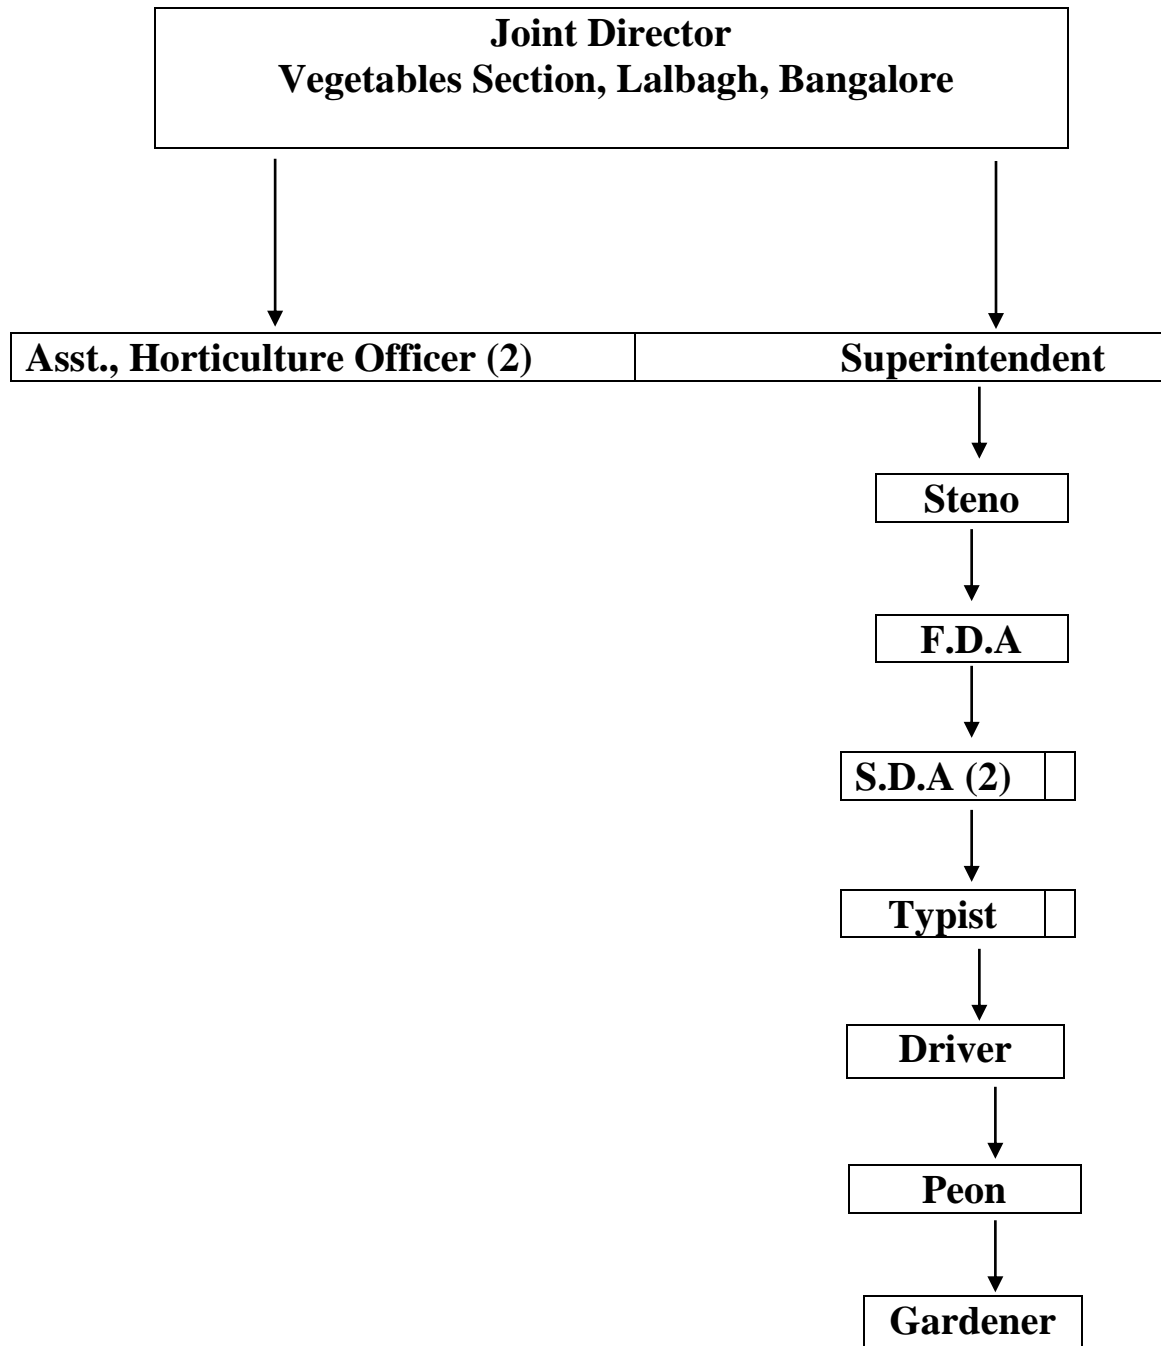 Joint Director
Vegetables Section, Lalbagh, Bangalore
Asst., Horticulture Officer (2)
Superintendent
Steno
F.D.A
S.D.A (2)
Typist
Driver
Peon
Gardener